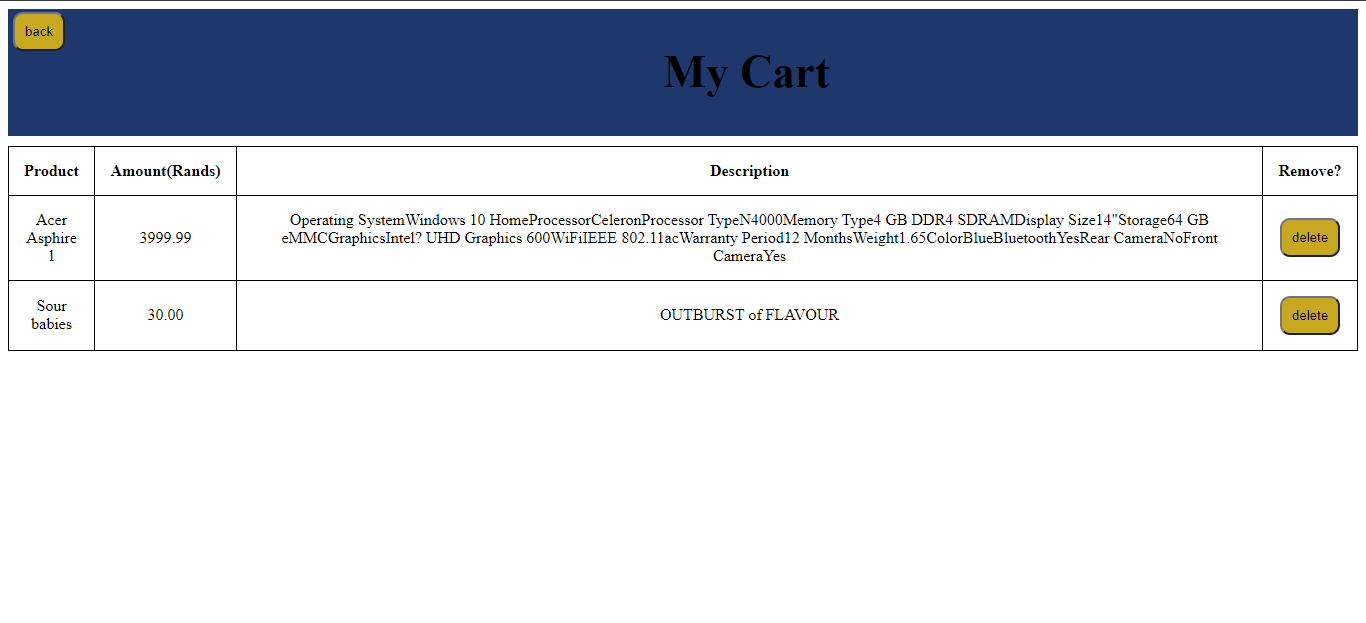 back
My Cart
Product Amount(Rands) Description Remove?
Acer
Asphire
1
3999.99
Operating SystemWindows 10 HomeProcessorCeleronProcessor TypeN4000Memory Type4 GB DDR4 SDRAMDisplay Size14"Storage64 GB
eMMCGraphicsIntel? UHD Graphics 600WiFiIEEE 802.11acWarranty Period12 MonthsWeight1.65ColorBlueBluetoothYesRear CameraNoFront
CameraYes
delete
Sour
babies
30.00
OUTBURST of FLAVOUR
delete